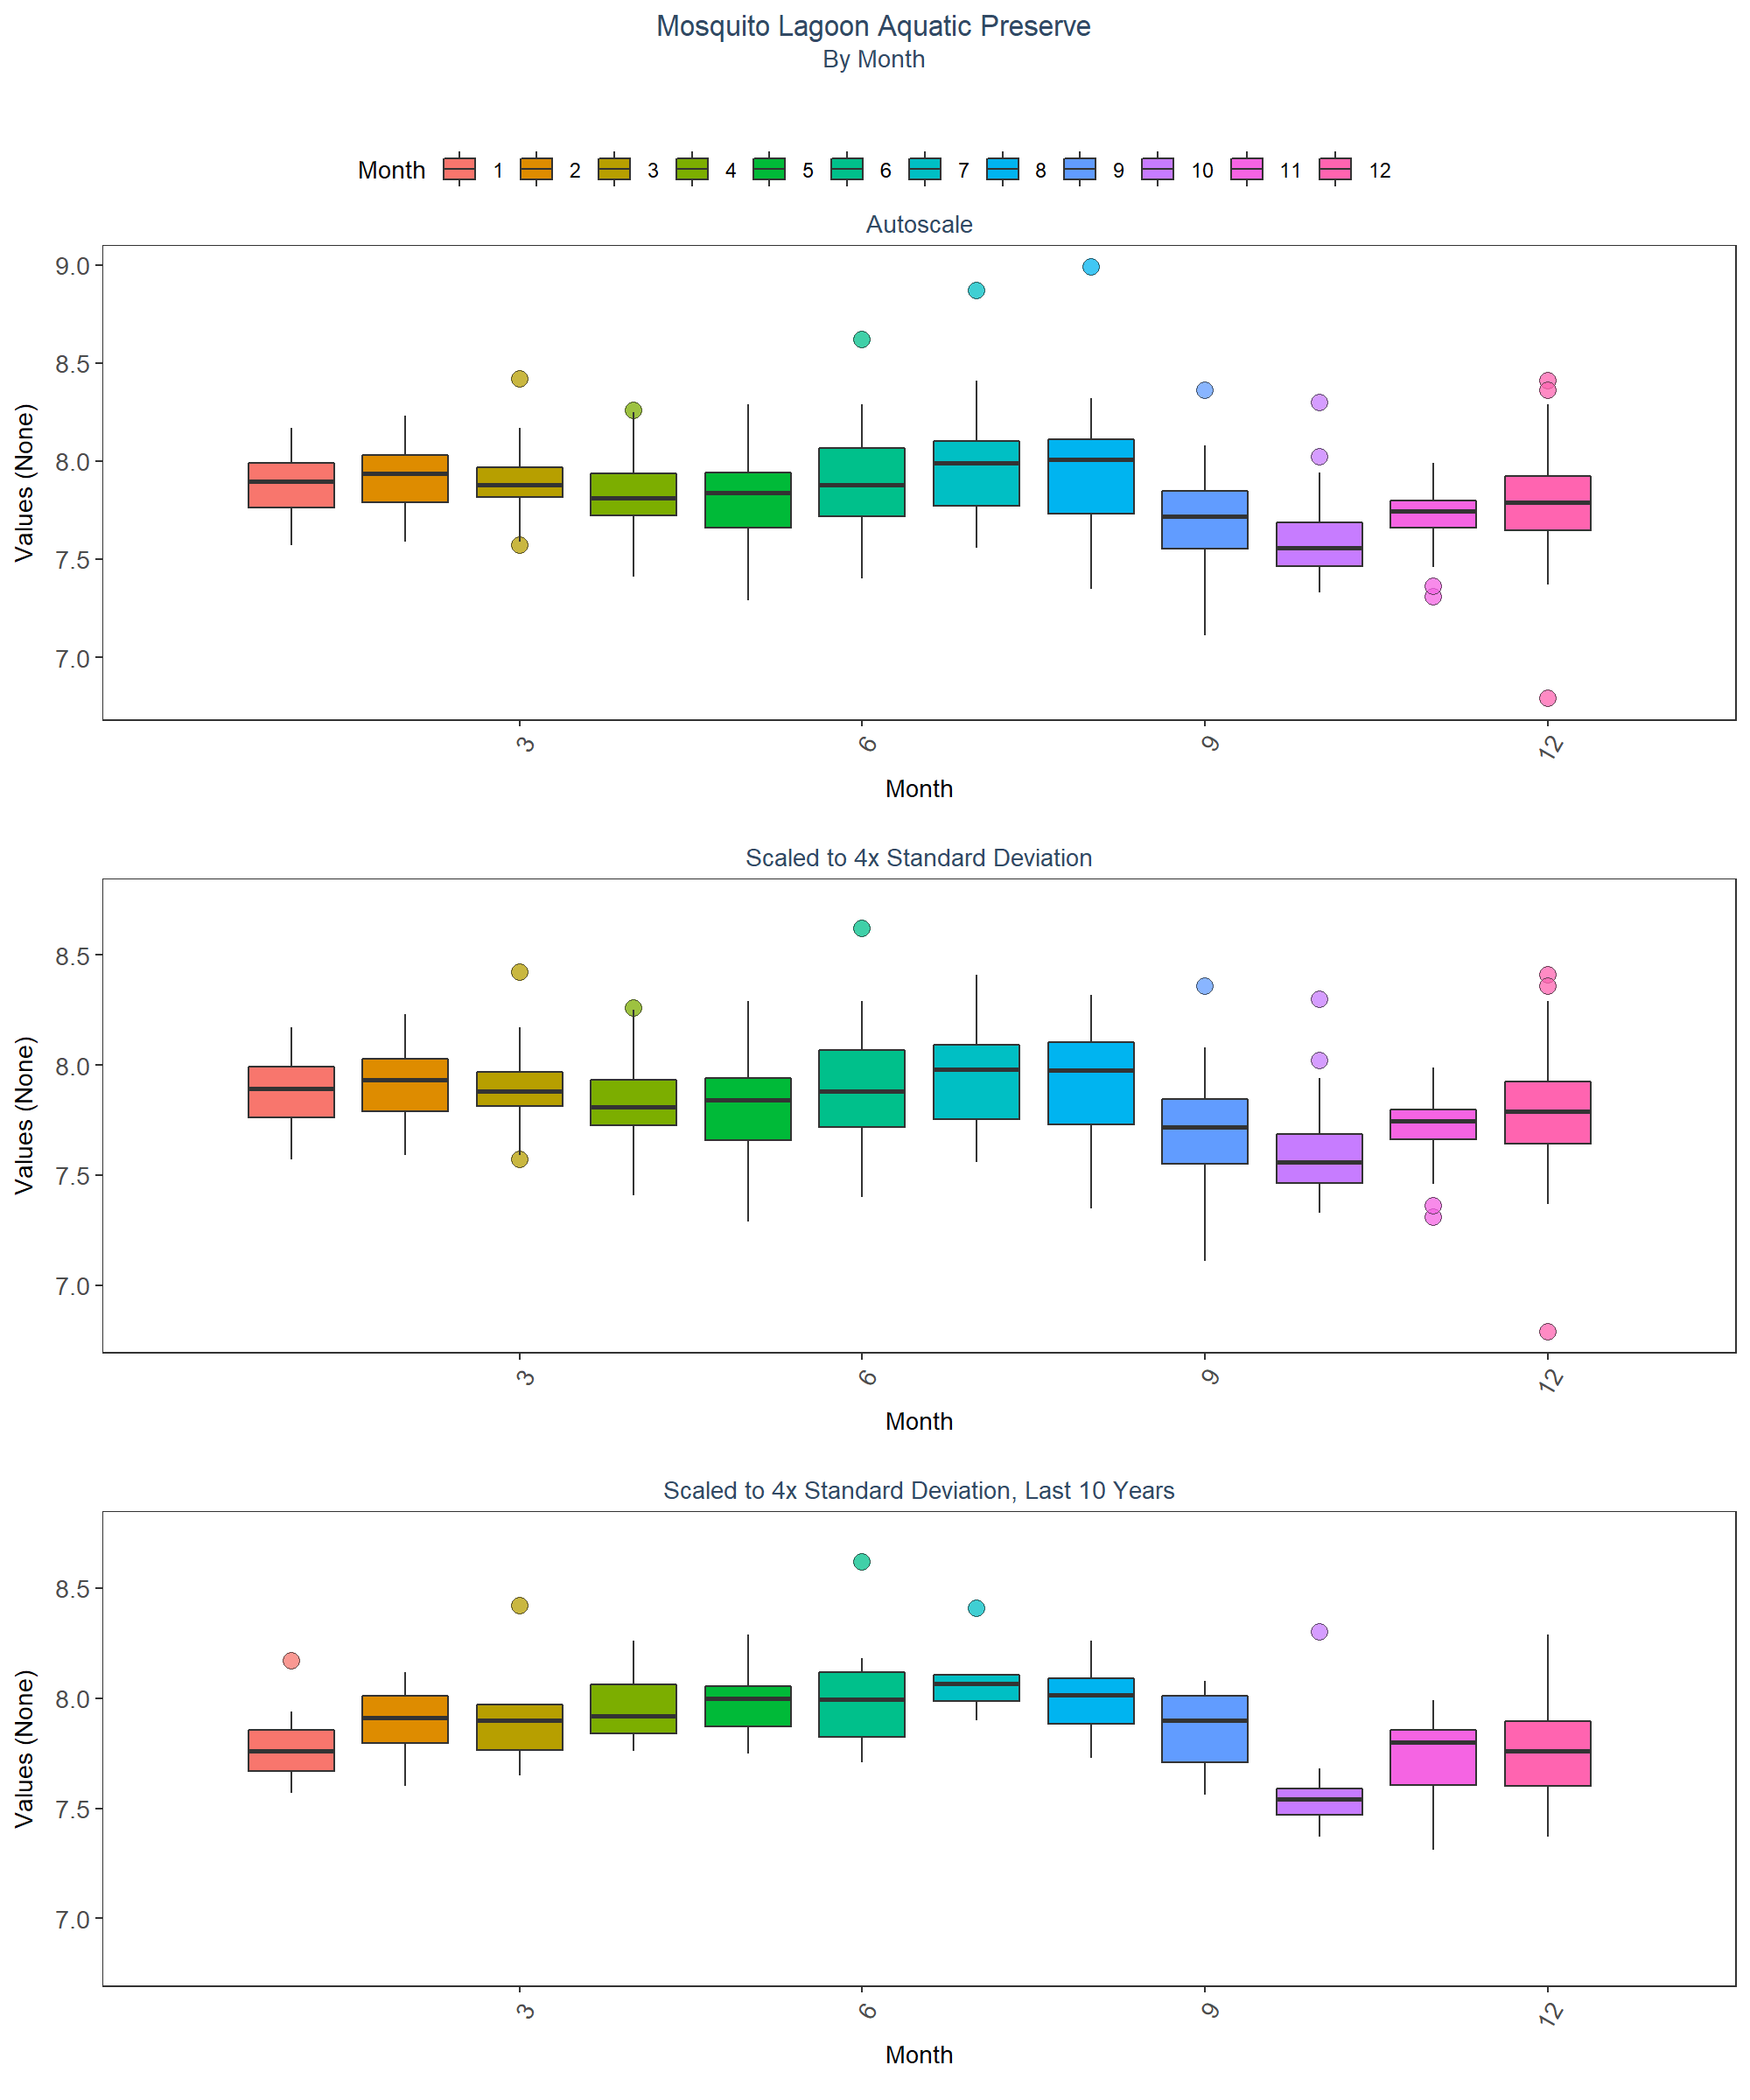 Mosquito Lagoon Aquatic Preserve
By Month
Month 1 2 3 4 5 6 7 8 9 10 11 12
Autoscale
9.0
8.5
8.0
7.5
7.0
Values (None)
3 6 9 12
Month
Scaled to 4x Standard Deviation
8.5
8.0
7.5
7.0
Values (None)
3 6 9 12
Month
Scaled to 4x Standard Deviation, Last 10 Years
8.5
8.0
7.5
7.0
Values (None)
3 6 9 12
Month